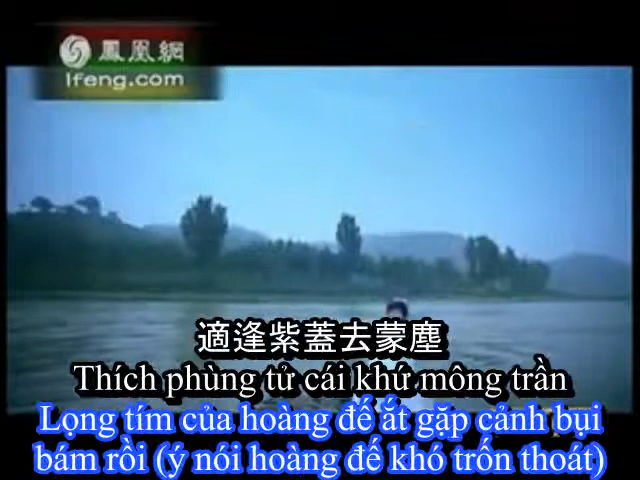 鳳凰網
Ifeng.com
適逢紫蓋去蒙塵
Thích phùng tử cái khứ mông trần
Lọng tím của hoàng đế ắt gặp cảnh bụi
bám rồi (ý nói hoàng đế khó trốn thoát)